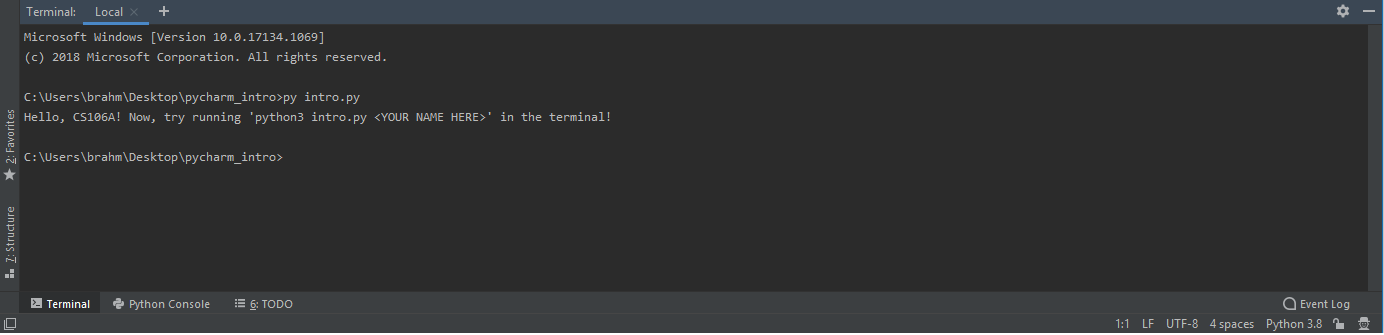 Terminal: Local × +
Microsoft Windows [Version 10.0.17134.1069]
(c) 2018 Microsoft Corporation. All rights reserved.
C:\Users\brahm\Desktop\pycharm_intro>py intro.py
Hello, CS106A! Now, try running 'python3 intro.py <YOUR NAME HERE>' in the terminal!
C:\Users\brahm\Desktop\pycharm_intro>
2: Favorites
7: Structure
Terminal Python Console 6: TODO Event Log
1:1 LF UTF-8 4 spaces Python 3.8